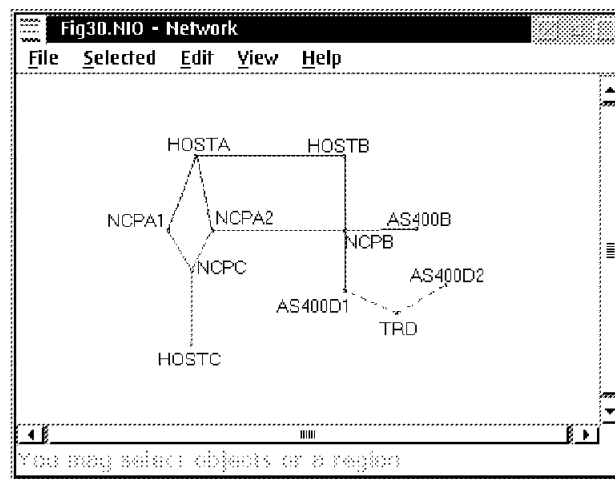 Fig30.NIO - Network
File Selected Edit View Help
HOSTA HOSTB
NCPA1 NCPA2 AS400B
NCPB
NCPC
AS400D2
AS400D1
TRD
HOSTC
You may select objects or a region